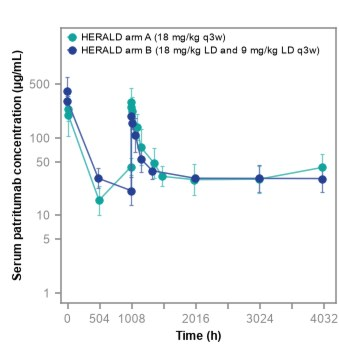 HERALD arm A (18 mg/kg q3w)
HERALD arm B (18 mg/kg LD and 9 mg/kg LD q3w)
Serum patritumab concentration (µg/mL)
500
100
50
10
5
1
0 504 1008 2016 3024 4032
Time (h)